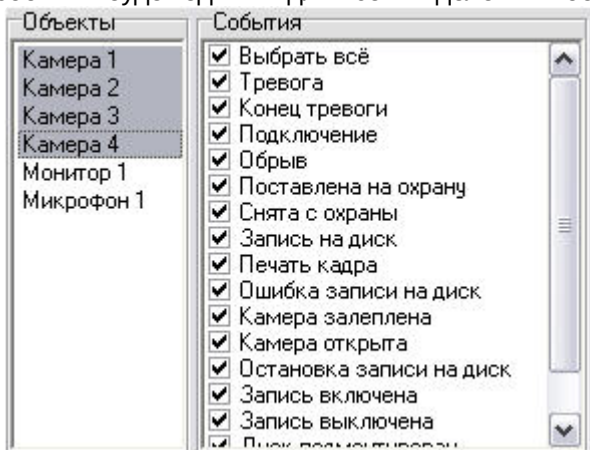 Объекты
Камера 1
Камера 2
Камера 3
Камера 4
Монитор 1
Микрофон 1
События
Выбрать всё
Тревога
Конец тревоги
Подключение
Обрыв
Поставлена на охрану
Снята с охраны
Запись на диск
Печать кадра
Ошибка записи на диск
Камера залеплена
Камера открыта
Остановка записи на диск
Запись включена
Запись выключена